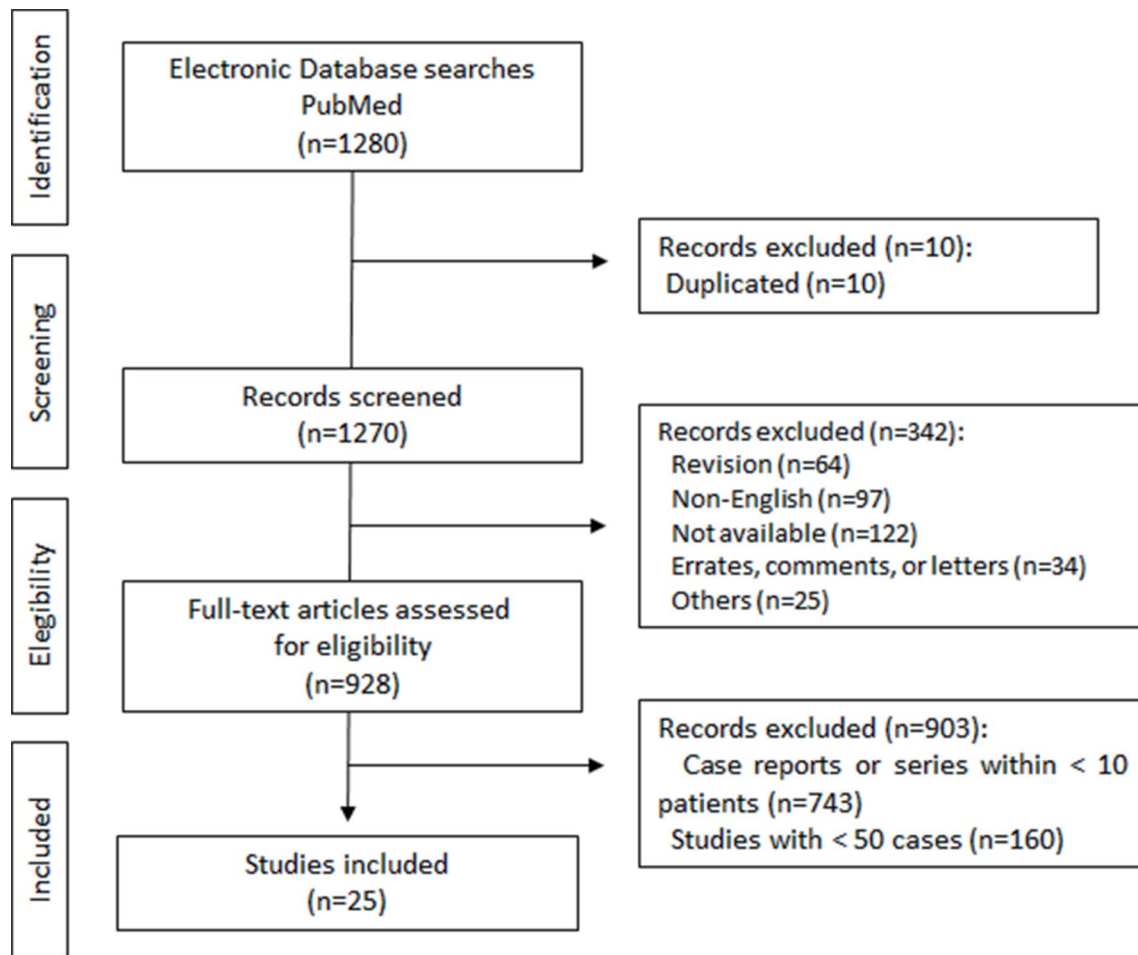 Identification
Electronic Database searches
PubMed
(n=1280)
Records excluded (n=10):
Duplicated (n=10)
Screening
Records screened
(n=1270)
Records excluded (n=342):
Revision (n=64)
Non-English (n=97)
Not available (n=122)
Errates, comments, or letters (n=34)
Others (n=25)
Elegibility
Full-text articles assessed
for eligibility
(n=928)
Records excluded (n=903):
Case reports or series within < 10
patients (n=743)
Studies with < 50 cases (n=160)
Included
Studies included
(n=25)